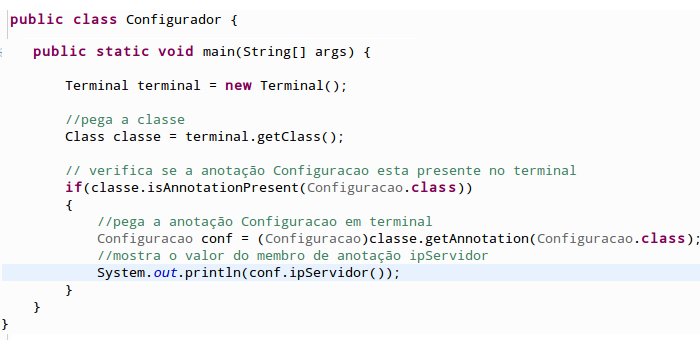 public class Configurador {
public static void main(String[] args) {
Terminal terminal = new Terminal();
//pega a classe
Class classe = terminal.getClass();
// verifica se a anotação Configuracao esta presente no terminal
if(classe.isAnnotationPresent(Configuracao.class))
{
//pega a anotação Configuracao em terminal
Configuracao conf = (Configuracao)classe.getAnnotation(Configuracao.class);
//mostra o valor do membro de anotação ipServidor
System.out.println(conf.ipServidor());
}
}
}